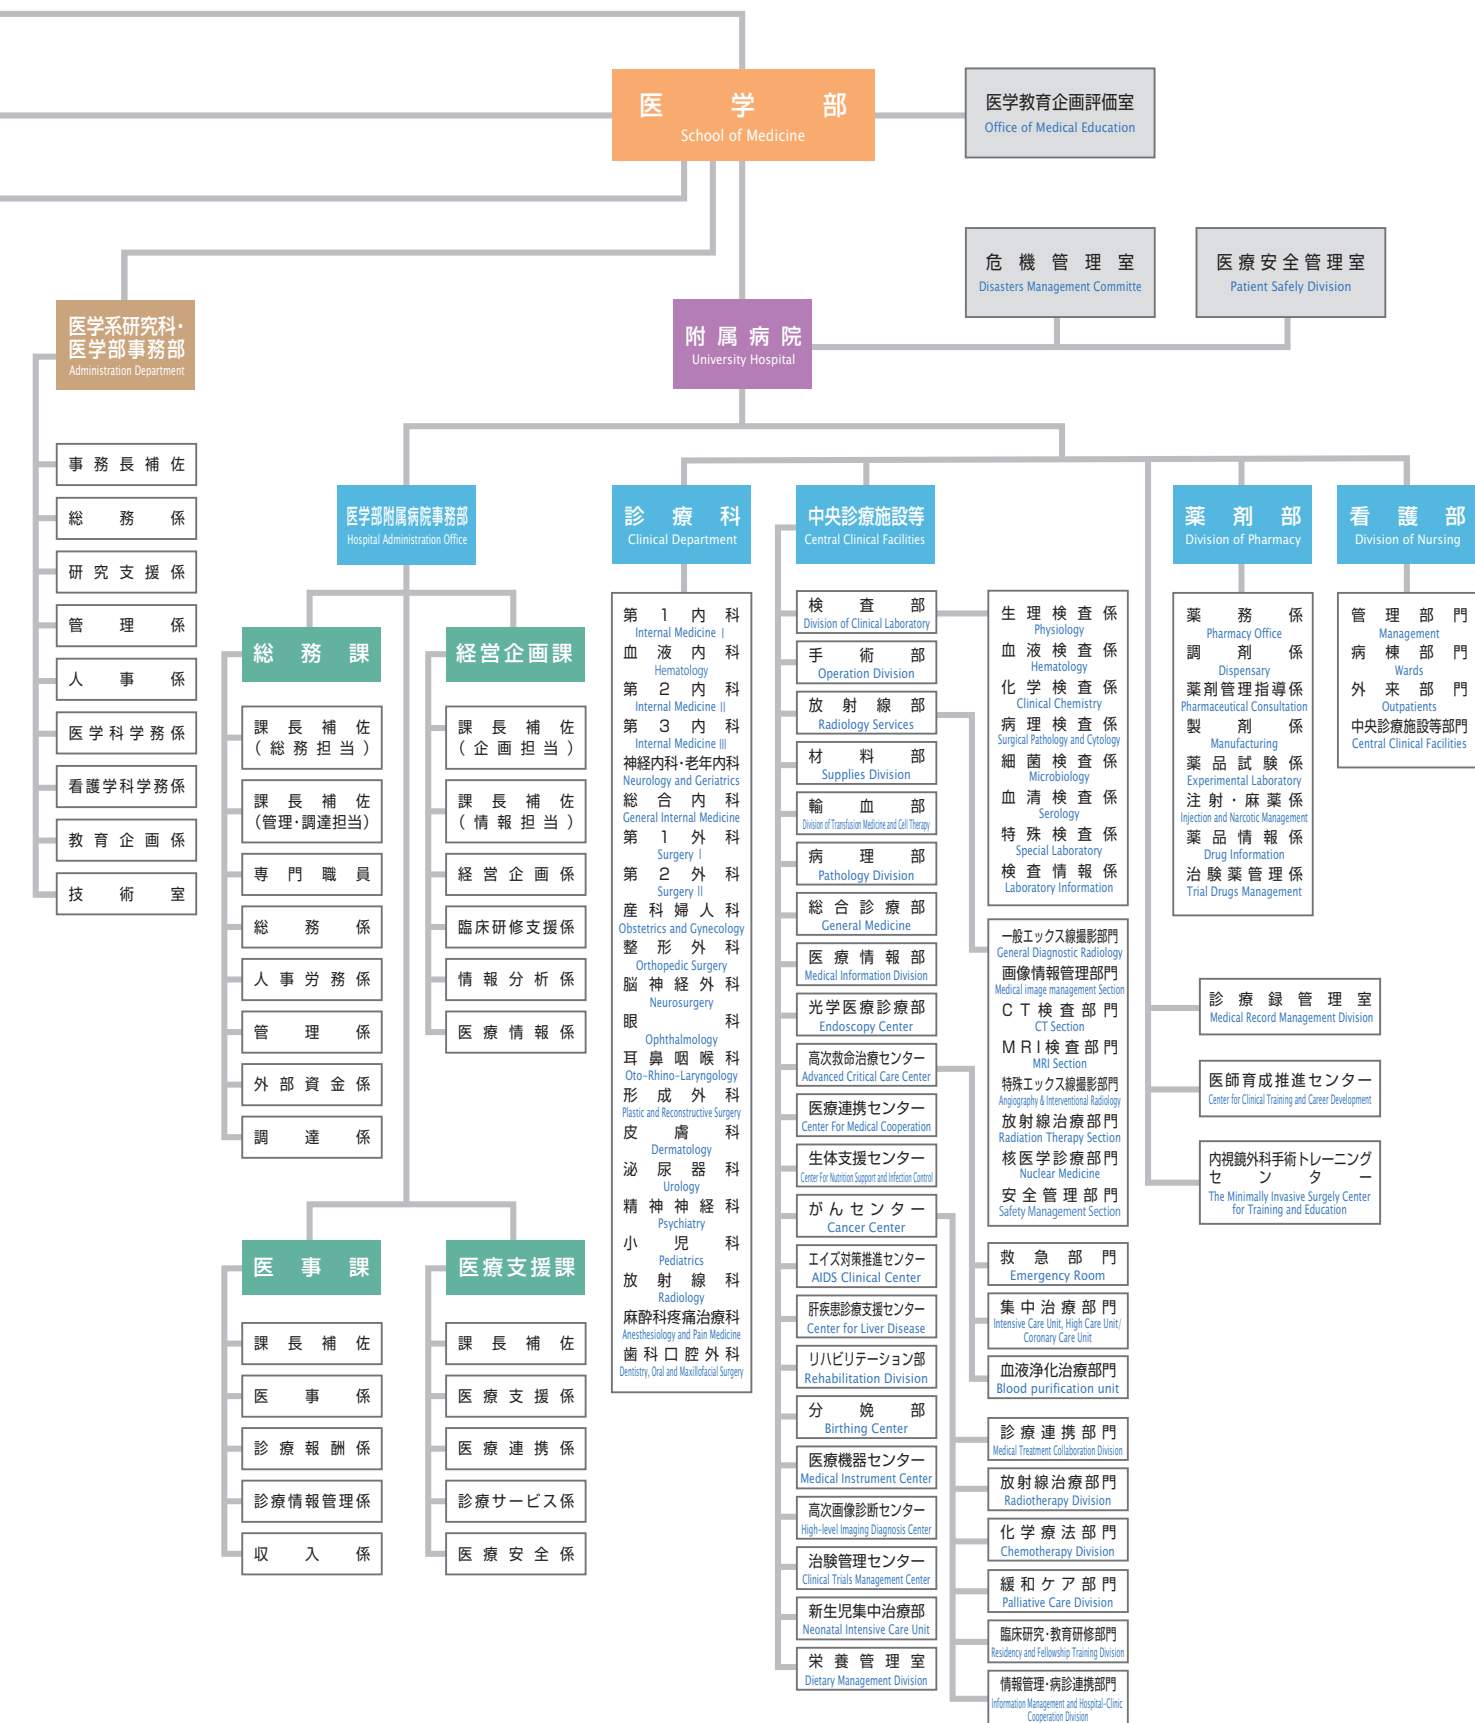 医学部
School of Medicine
医学教育企画評価室
Office of Medical Education
危機管理室
Disasters Management Committe
医療安全管理室
Patient Safely Division
医学系研究科・
医学部事務部
Administration Department
附属病院
University Hospital
事務長補佐
総務係
研究支援係
管理係
人事係
医学科学務係
看護学科学務係
教育企画係
技術室
医学部附属病院事務部
Hospital Administration Office
総務課
課長補佐
(総務担当)
課長補佐
(管理・調達担当)
専門職員
総務係
人事労務係
管理係
外部資金係
調達係
経営企画課
課長補佐
(企画担当)
課長補佐
(情報担当)
経営企画係
臨床研修支援係
情報分析係
医療情報係
医事課
課長補佐
医事係
診療報酬係
診療情報管理係
収入係
医療支援課
課長補佐
医療支援係
医療連携係
診療サービス係
医療安全係
診療科
Clinical Department
第1内科
Internal Medicine I
血液内科
Hematology
第2内科
Internal Medicine II
第3内科
Internal Medicine III
神経内科・老年内科
Neurology and Geriatrics
総合内科
General Internal Medicine
第1外科
Surgery I
第2外科
Surgery II
産科婦人科
Obstetrics and Gynecology
整形外科
Orthopedic Surgery
脳神経外科
Neurosurgery
眼科
Ophthalmology
耳鼻咽喉科
Oto-Rhino-Laryngology
形成外科
Plastic and Reconstructive Surgery
皮膚科
Dermatology
泌尿器科
Urology
精神神経科
Psychiatry
小児科
Pediatrics
放射線科
Radiology
麻酔科疼痛治療科
Anesthesiology and Pain Medicine
歯科口腔外科
Dentistry, Oral and Maxillofacial Surgery
中央診療施設等
Central Clinical Facilities
検査部
Division of Clinical Laboratory
手術部
Operation Division
放射線部
Radiology Services
材料部
Supplies Division
輸血部
Division of Transfusion Medicine and Cell Therapy
病理部
Pathology Division
総合診療部
General Medicine
医療情報部
Medical Information Division
光学医療診療部
Endoscopy Center
高次救命治療センター
Advanced Critical Care Center
医療連携センター
Center For Medical Cooperation
生体支援センター
Center For Nutrition Support and Infection Control
がんセンター
Cancer Center
エイズ対策推進センター
AIDS Clinical Center
肝疾患診療支援センター
Center for Liver Disease
リハビリテーション部
Rehabilitation Division
分娩部
Birthing Center
医療機器センター
Medical Instrument Center
高次画像診断センター
High-level Imaging Diagnosis Center
治験管理センター
Clinical Trials Management Center
新生児集中治療部
Neonatal Intensive Care Unit
栄養管理室
Dietary Management Division
生理検査係
Physiology
血液検査係
Hematology
化学検査係
Clinical Chemistry
病理検査係
Surgical Pathology and Cytology
細菌検査係
Microbiology
血清検査係
Serology
特殊検査係
Special Laboratory
検査情報係
Laboratory Information
一般エックス線撮影部門
General Diagnostic Radiology
画像情報管理部門
Medical image management Section
CT検査部門
CT Section
MRI検査部門
MRI Section
特殊エックス線撮影部門
Angiography & Interventional Radiology
放射線治療部門
Radiation Therapy Section
核医学診療部門
Nuclear Medicine
安全管理部門
Safety Management Section
救急部門
Emergency Room
集中治療部門
Intensive Care Unit, High Care Unit/
Coronary Care Unit
血液浄化治療部門
Blood purification unit
診療連携部門
Medical Treatment Collaboration Division
放射線治療部門
Radiotherapy Division
化学療法部門
Chemotherapy Division
緩和ケア部門
Palliative Care Division
臨床研究・教育研修部門
Residency and Fellowship Training Division
情報管理・病診連携部門
Information Management and Hospital-Clinic
Cooperation Division
薬剤部
Division of Pharmacy
薬務係
Pharmacy Office
調剤係
Dispensary
薬剤管理指導係
Pharmaceutical Consultation
製剤係
Manufacturing
薬品試験係
Experimental Laboratory
注射・麻薬係
Injection and Narcotic Management
薬品情報係
Drug Information
治験薬管理係
Trial Drugs Management
看護部
Division of Nursing
管理部門
Management
病棟部門
Wards
外来部門
Outpatients
中央診療施設等部門
Central Clinical Facilities
診療録管理室
Medical Record Management Division
医師育成推進センター
Center for Clinical Training and Career Development
内視鏡外科手術トレーニング
センター
The Minimally Invasive Surgely Center
for Training and Education